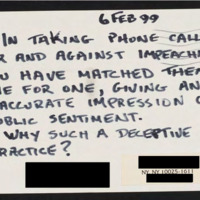 6 FEB 99
IN TAKING PHONE CALL
R AND AGAINST IMPEACH
U HAVE MATCHED THEM
E FOR ONE, GIVING AN
ACCURATE IMPRESSION O
UBLIC SENTIMENT.
WHY SUCH A DECEPTIVE
RACTICE?
NY, NY 10025-1611